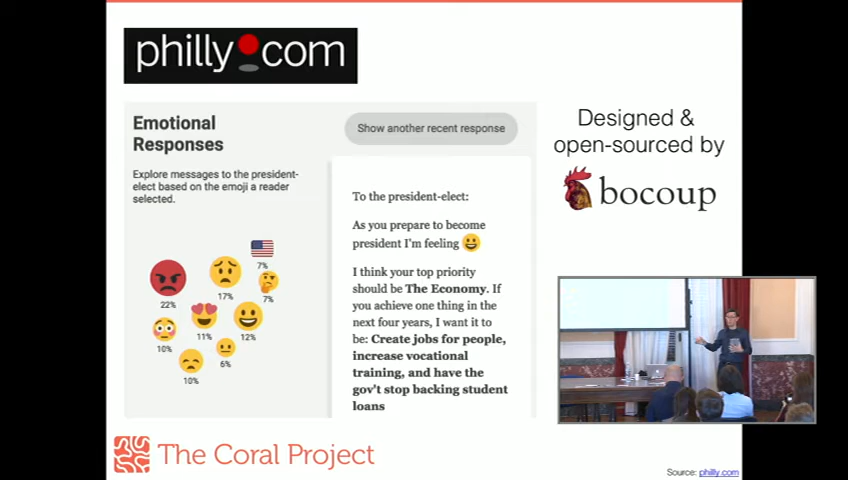 philly.com
Emotional
Responses
Explore messages to the president-
elect based on the emoji a reader
selected.
7%
22%
17%
7%
10%
11%
12%
10%
6%
Show another recent response
To the president-elect:
As you prepare to become
president I'm feeling
I think your top priority
should be The Economy. If
you achieve one thing in the
next four years, I want it to
be: Create jobs for people,
increase vocational
training, and have the
gov't stop backing student
loans
Designed &
open-sourced by
bocoup
The Coral Project
Source: philly.com